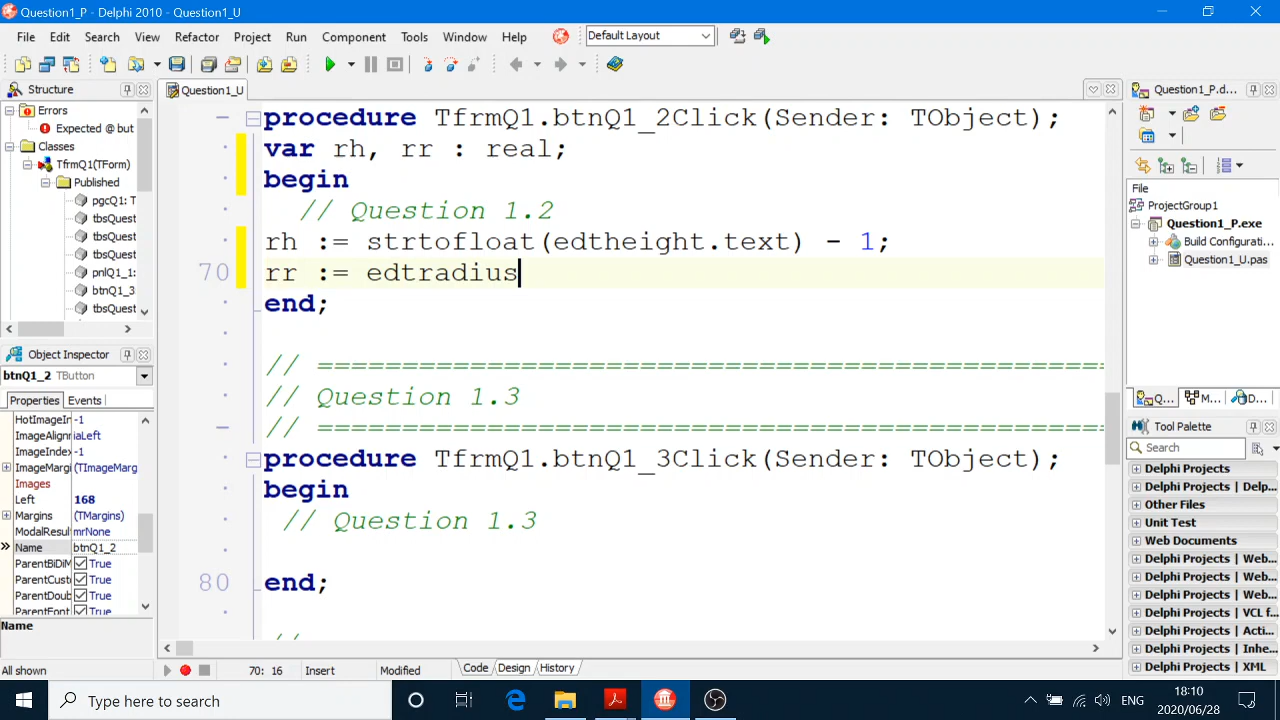 Question1_P - Delphi 2010 - Question1_U
File Edit Search View Refactor Project Run Component Tools Window Help Default Layout
Structure
Errors
Expected @ but
Classes
TfrmQ1(TForm)
Published
pgcQ1: T
tbsQuest
tbsQuest
tbsQuest
pnlQ1_1:
btnQ1_3
tbsQuest
Object Inspector
btnQ1_2 TButton
Properties Events
HotImageIn -1
ImageAlignm iaLeft
ImageIndex -1
ImageMargi (TImageMarg
Images
Left 168
Margins (TMargins)
ModalResul mrNone
Name btnQ1_2
ParentBiDiM True
ParentCust True
ParentDoub True
ParentFont True
Name
All shown
Question1_U
procedure TfrmQ1.btnQ1_2Click(Sender: TObject);
var rh, rr : real;
begin
// Question 1.2
rh := strtofloat(edtheight.text) - 1;
70 rr := edtradius
end;
// ==============================================
// Question 1.3
// ==============================================
procedure TfrmQ1.btnQ1_3Click(Sender: TObject);
begin
// Question 1.3
80 end;
//
70: 16 Insert Modified Code Design History
Question1_P.d...
File
ProjectGroup1
Question1_P.exe
Build Configurati...
Question1_U.pas
Q... M... D...
Tool Palette
Search
Delphi Projects
Delphi Projects | Delp...
Other Files
Unit Test
Web Documents
Delphi Projects | Web...
Delphi Projects | Web...
Delphi Projects | Web...
Delphi Projects | VCL f...
Delphi Projects | Acti...
Delphi Projects | Inhe...
Delphi Projects | XML
Type here to search
ENG
18:10
2020/06/28